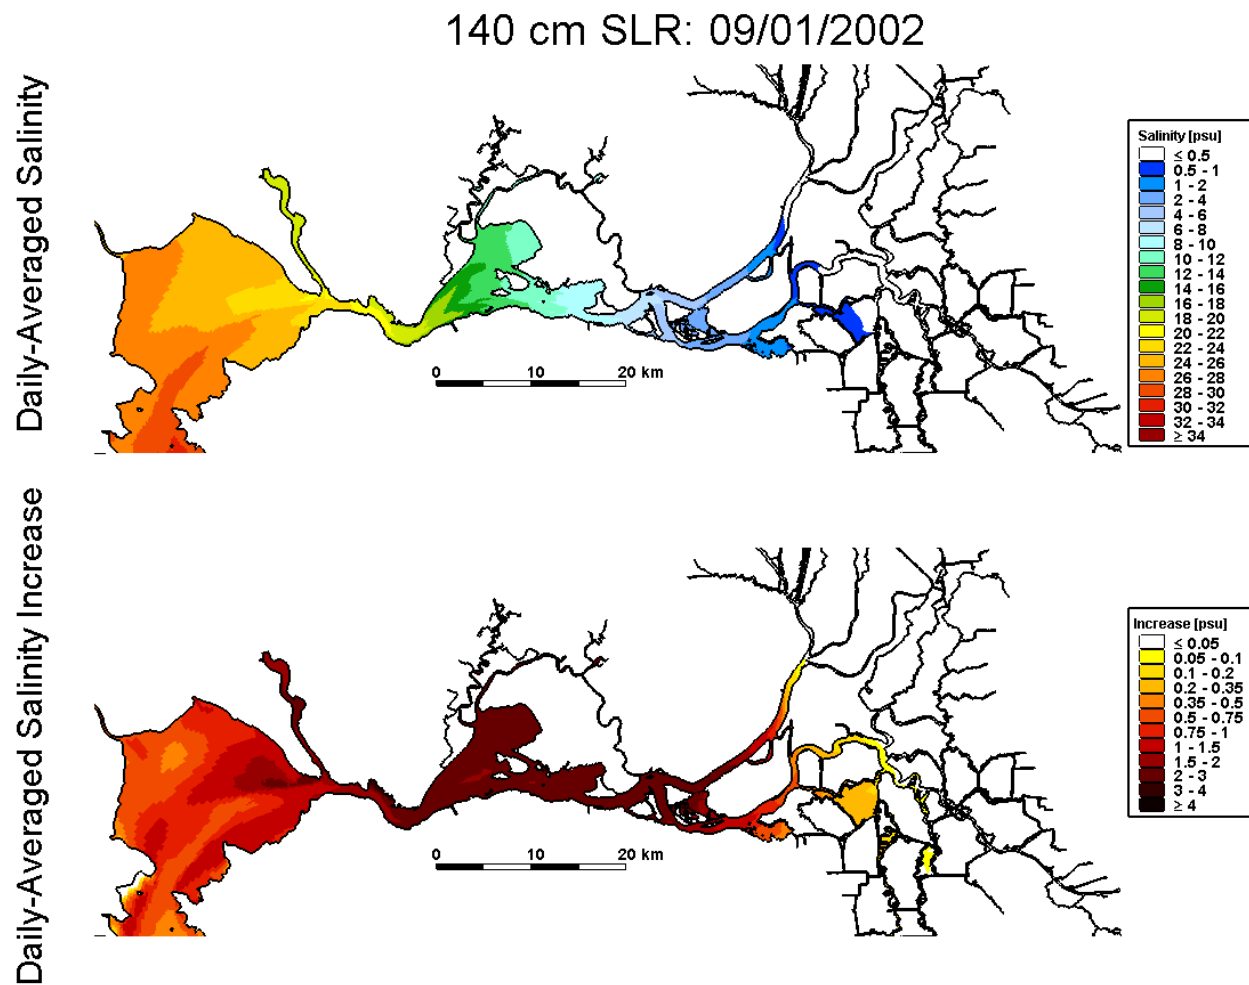 140 cm SLR: 09/01/2002
Daily-Averaged Salinity
Salinity [psu]
≤ 0.5
0.5 - 1
1 - 2
2 - 4
4 - 6
6 - 8
8 - 10
10 - 12
12 - 14
14 - 16
16 - 18
18 - 20
20 - 22
22 - 24
24 - 26
26 - 28
28 - 30
30 - 32
32 - 34
≥ 34
0 10 20 km
Daily-Averaged Salinity Increase
Increase [psu]
≤ 0.05
0.05 - 0.1
0.1 - 0.2
0.2 - 0.35
0.35 - 0.5
0.5 - 0.75
0.75 - 1
1 - 1.5
1.5 - 2
2 - 3
3 - 4
≥ 4
0 10 20 km